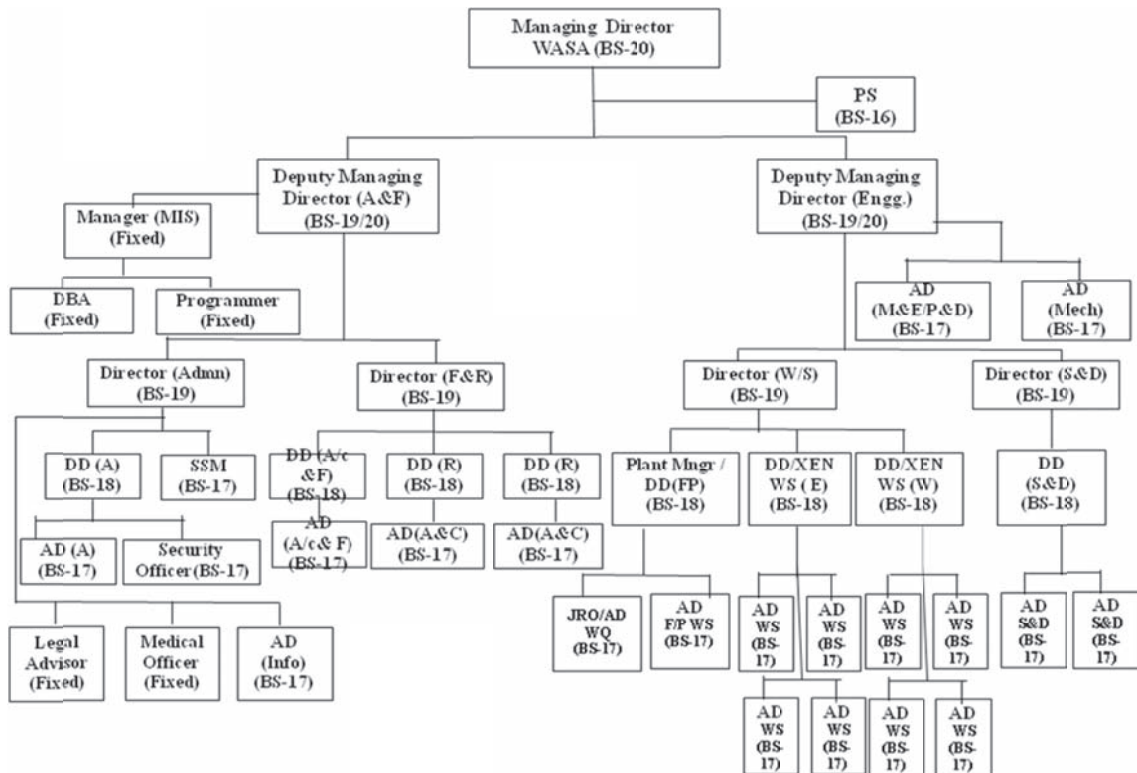 Managing Director
WASA (BS-20)
PS
(BS-16)
Deputy Managing
Director (A&F)
(BS-19/20)
Deputy Managing
Director (Engg.)
(BS-19/20)
Manager (MIS)
(Fixed)
DBA
(Fixed)
Programmer
(Fixed)
AD
(M&E/P&D)
(BS-17)
AD
(Mech)
(BS-17)
Director (Admn)
(BS-19)
Director (F&R)
(BS-19)
Director (W/S)
(BS-19)
Director (S&D)
(BS-19)
DD (A)
(BS-18)
SSM
(BS-17)
DD (A/c
&F)
(BS-18)
DD (R)
(BS-18)
DD (R)
(BS-18)
Plant Mngr /
DD(FP)
(BS-18)
DD/XEN
WS ( E)
(BS-18)
DD/XEN
WS (W)
(BS-18)
DD
(S&D)
(BS-18)
AD (A)
(BS-17)
Security
Officer(BS-17)
AD
(A/c& F)
(BS-17)
AD(A&C)
(BS-17)
AD(A&C)
(BS-17)
JRO/AD
WQ
(BS-17)
AD
F/P WS
(BS-17)
AD
WS
(BS-
17)
AD
WS
(BS-
17)
AD
WS
(BS-
17)
AD
WS
(BS-
17)
AD
S&D
(BS-
17)
AD
S&D
(BS-
17)
Legal
Advisor
(Fixed)
Medical
Officer
(Fixed)
AD
(Info)
(BS-17)
AD
WS
(BS-
17)
AD
WS
(BS-
17)
AD
WS
(BS-
17)
AD
WS
(BS-
17)